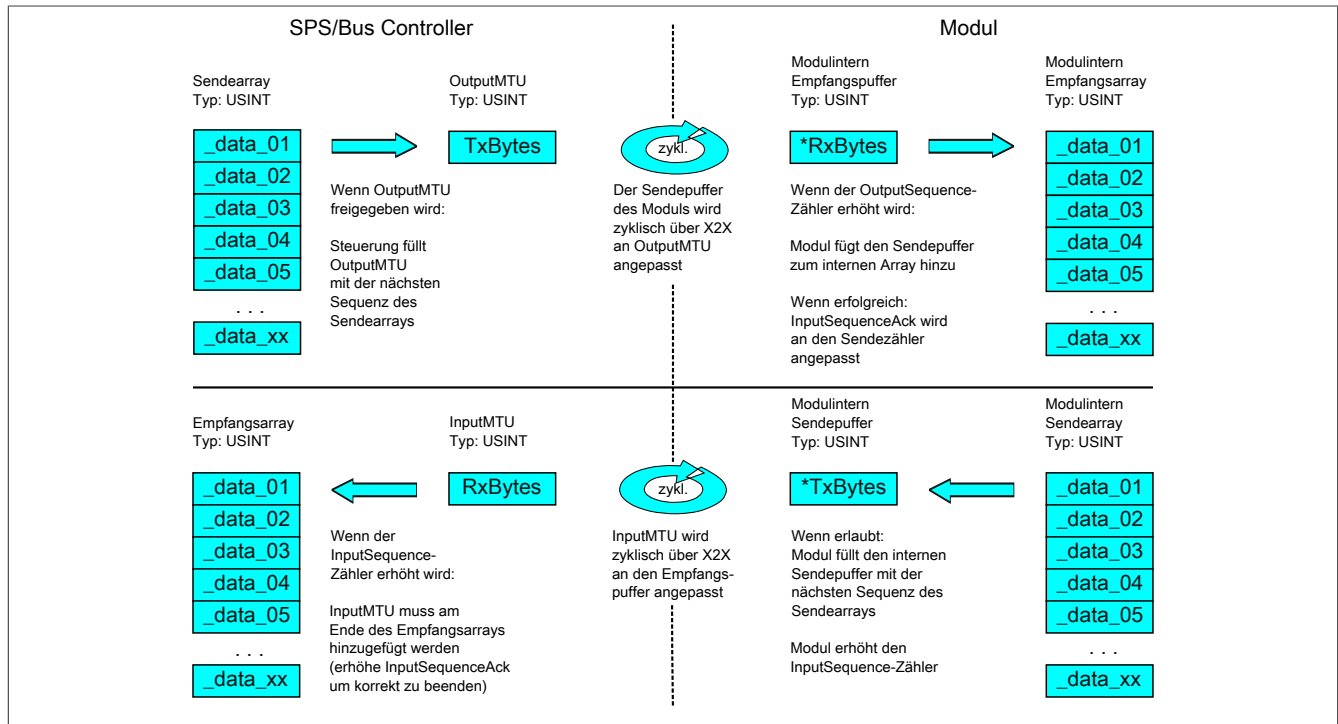 SPS/Bus Controller
Modul
Sendearray
Typ: USINT
OutputMTU
Typ: USINT
Modulintern
Empfangspuffer
Typ: USINT
Modulintern
Empfangsarray
Typ: USINT
_data_01
_data_02
_data_03
_data_04
_data_05
. . .
_data_xx
TxBytes
Wenn OutputMTU
freigegeben wird:
Steuerung füllt
OutputMTU
mit der nächsten
Sequenz des
Sendearrays
zykl.
Der Sendepuffer
des Moduls wird
zyklisch über X2X
an OutputMTU
angepasst
*RxBytes
Wenn der OutputSequence-
Zähler erhöht wird:
Modul fügt den Sendepuffer
zum internen Array hinzu
Wenn erfolgreich:
InputSequenceAck wird
an den Sendezähler
angepasst
_data_01
_data_02
_data_03
_data_04
_data_05
. . .
_data_xx
Empfangsarray
Typ: USINT
InputMTU
Typ: USINT
Modulintern
Sendepuffer
Typ: USINT
Modulintern
Sendearray
Typ: USINT
_data_01
_data_02
_data_03
_data_04
_data_05
. . .
_data_xx
RxBytes
Wenn der
InputSequence-
Zähler erhöht wird:
InputMTU muss am
Ende des Empfangsarrays
hinzugefügt werden
(erhöhe InputSequenceAck
um korrekt zu beenden)
zykl.
InputMTU wird
zyklisch über X2X
an den Empfangs-
puffer angepasst
*TxBytes
Wenn erlaubt:
Modul füllt den internen
Sendepuffer mit der
nächsten Sequenz des
Sendearrays
Modul erhöht den
InputSequence-Zähler
_data_01
_data_02
_data_03
_data_04
_data_05
. . .
_data_xx